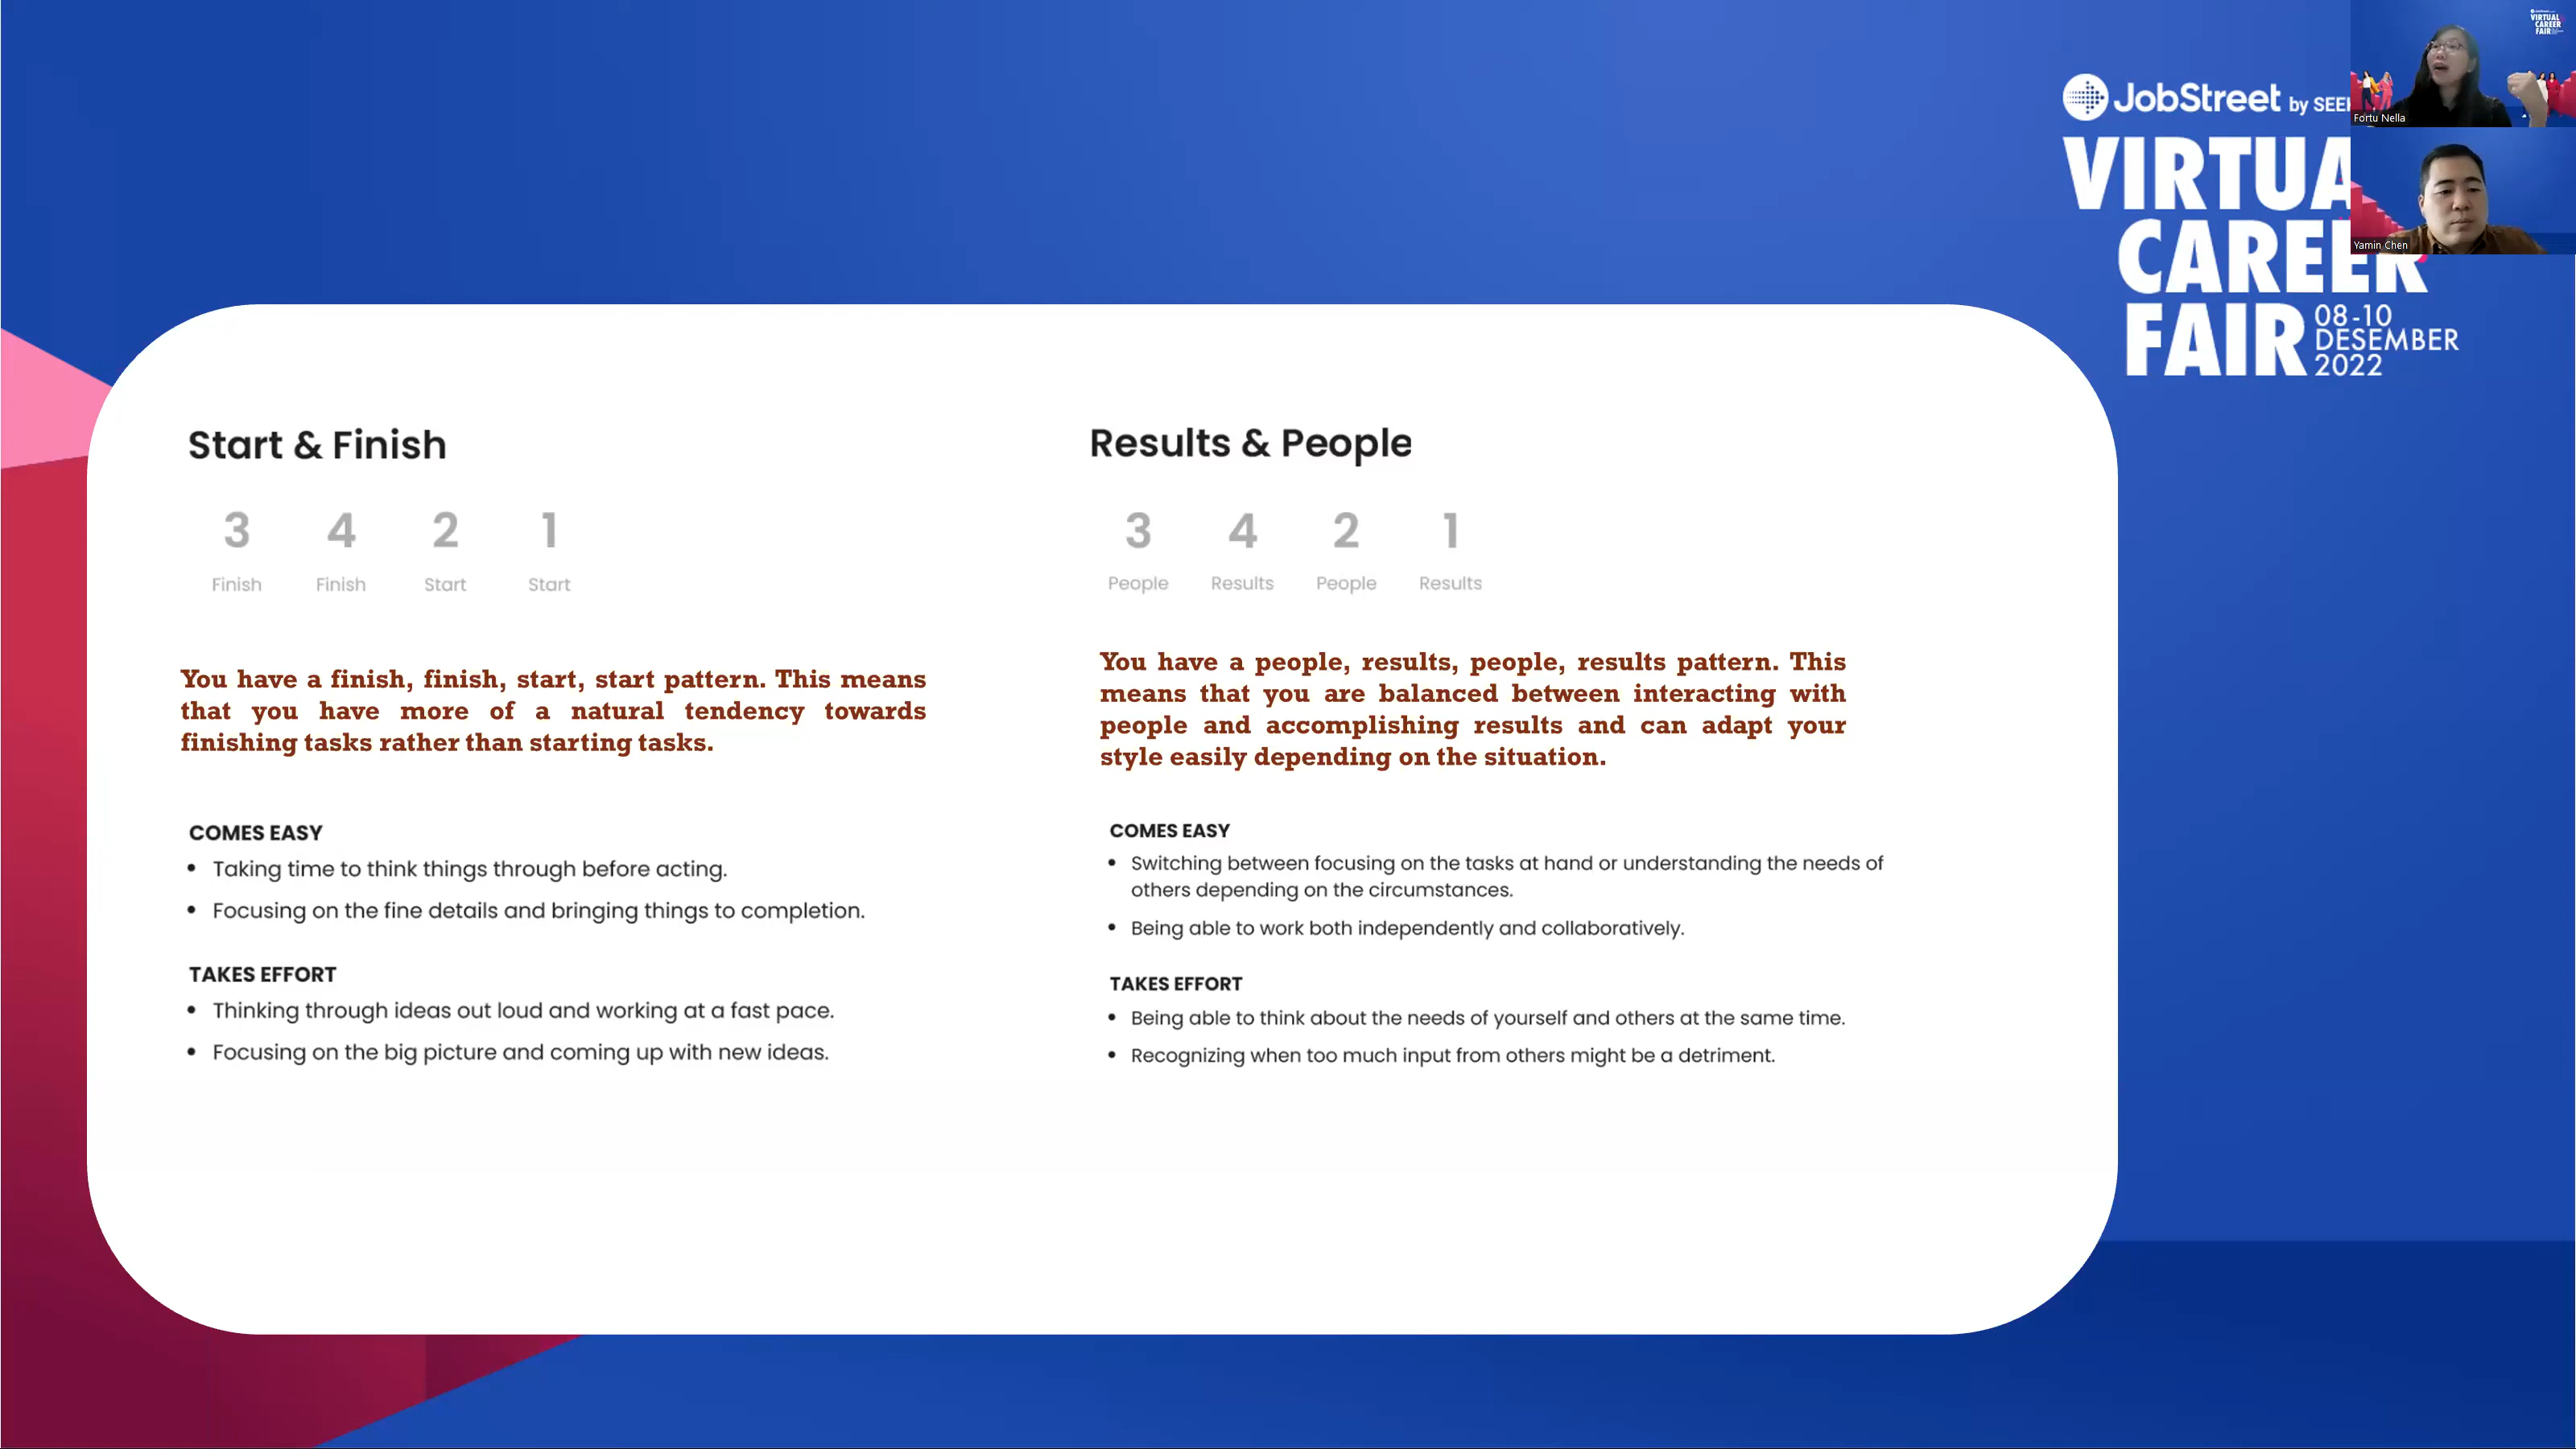 JobStreet by SEEK
VIRTUAL
CAREER
FAIR
08-10
DESEMBER
2022
VIRTUAL
CAREER
FAIR
Fortu Nella
Yamin Chen
Start & Finish
3 4 2 1
Finish Finish Start Start
You have a finish, finish, start, start pattern. This means
that you have more of a natural tendency towards
finishing tasks rather than starting tasks.
COMES EASY
• Taking time to think things through before acting.
• Focusing on the fine details and bringing things to completion.
TAKES EFFORT
• Thinking through ideas out loud and working at a fast pace.
• Focusing on the big picture and coming up with new ideas.
Results & People
3 4 2 1
People Results People Results
You have a people, results, people, results pattern. This
means that you are balanced between interacting with
people and accomplishing results and can adapt your
style easily depending on the situation.
COMES EASY
• Switching between focusing on the tasks at hand or understanding the needs of
others depending on the circumstances.
• Being able to work both independently and collaboratively.
TAKES EFFORT
• Being able to think about the needs of yourself and others at the same time.
• Recognizing when too much input from others might be a detriment.